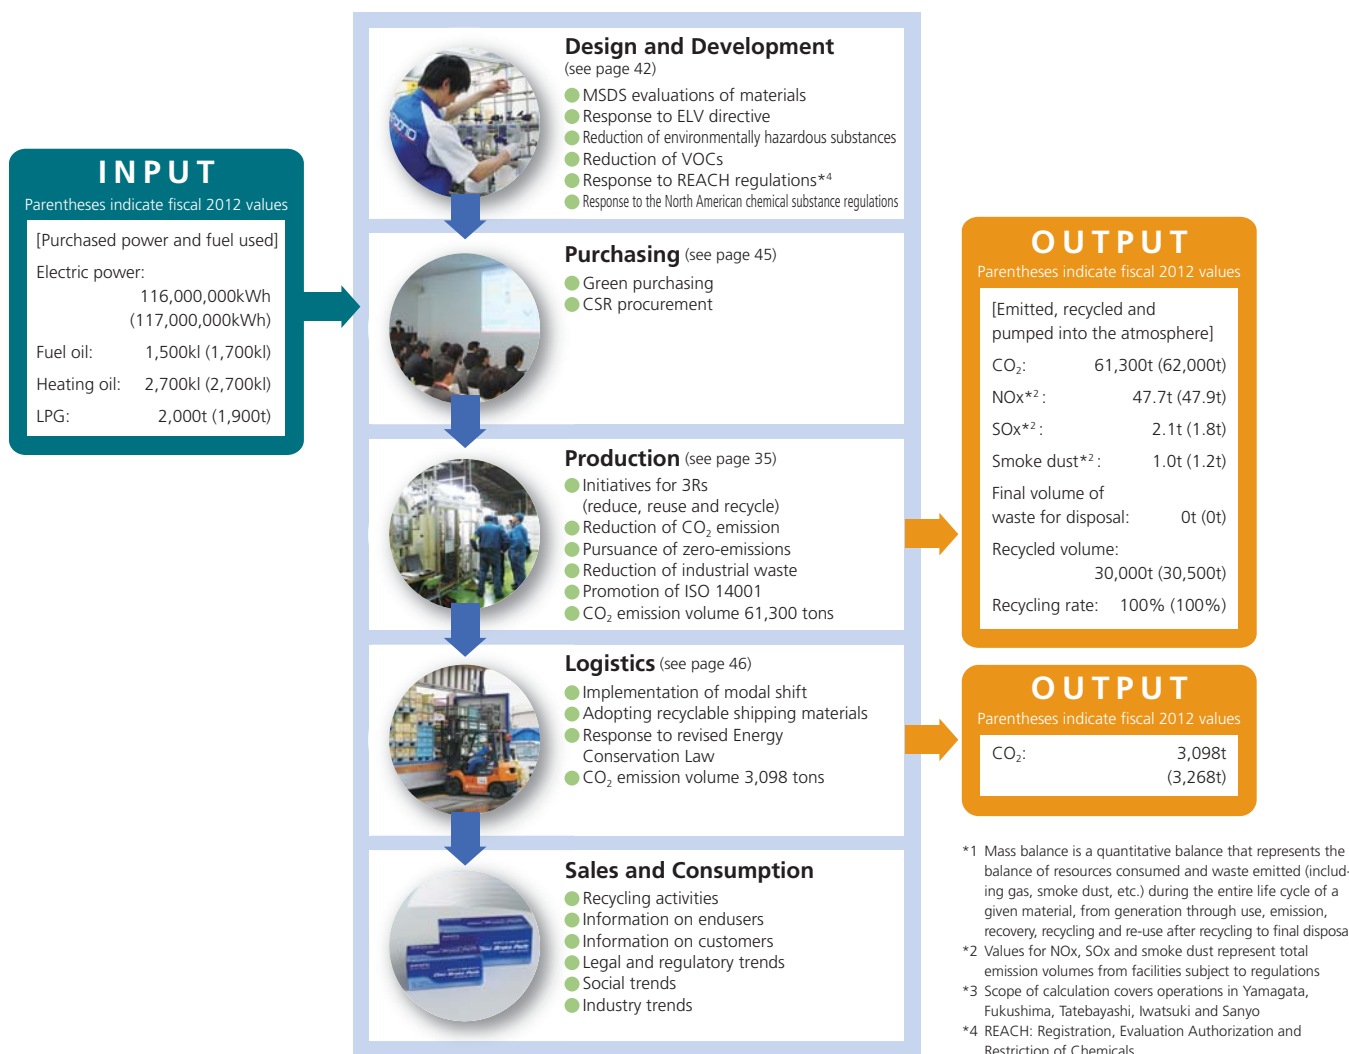 INPUT
Parentheses indicate fiscal 2012 values
[Purchased power and fuel used]
Electric power:
116,000,000kWh
(117,000,000kWh)
Fuel oil: 1,500kl (1,700kl)
Heating oil: 2,700kl (2,700kl)
LPG: 2,000t (1,900t)
Design and Development
(see page 42)
MSDS evaluations of materials
Response to ELV directive
Reduction of environmentally hazardous substances
Reduction of VOCs
Response to REACH regulations*4
Response to the North American chemical substance regulations
Purchasing (see page 45)
Green purchasing
CSR procurement
Production (see page 35)
Initiatives for 3Rs
(reduce, reuse and recycle)
Reduction of CO2 emission
Pursuance of zero-emissions
Reduction of industrial waste
Promotion of ISO 14001
CO2 emission volume 61,300 tons
Logistics (see page 46)
Implementation of modal shift
Adopting recyclable shipping materials
Response to revised Energy
Conservation Law
CO2 emission volume 3,098 tons
Sales and Consumption
Recycling activities
Information on endusers
Information on customers
Legal and regulatory trends
Social trends
Industry trends
OUTPUT
Parentheses indicate fiscal 2012 values
[Emitted, recycled and
pumped into the atmosphere]
CO2: 61,300t (62,000t)
NOx*2: 47.7t (47.9t)
SOx*2: 2.1t (1.8t)
Smoke dust*2: 1.0t (1.2t)
Final volume of
waste for disposal: 0t (0t)
Recycled volume:
30,000t (30,500t)
Recycling rate: 100% (100%)
OUTPUT
Parentheses indicate fiscal 2012 values
CO2: 3,098t
(3,268t)
*1 Mass balance is a quantitative balance that represents the
balance of resources consumed and waste emitted (includ-
ing gas, smoke dust, etc.) during the entire life cycle of a
given material, from generation through use, emission,
recovery, recycling and re-use after recycling to final disposa
*2 Values for NOx, SOx and smoke dust represent total
emission volumes from facilities subject to regulations
*3 Scope of calculation covers operations in Yamagata,
Fukushima, Tatebayashi, Iwatsuki and Sanyo
*4 REACH: Registration, Evaluation Authorization and
Restriction of Chemicals